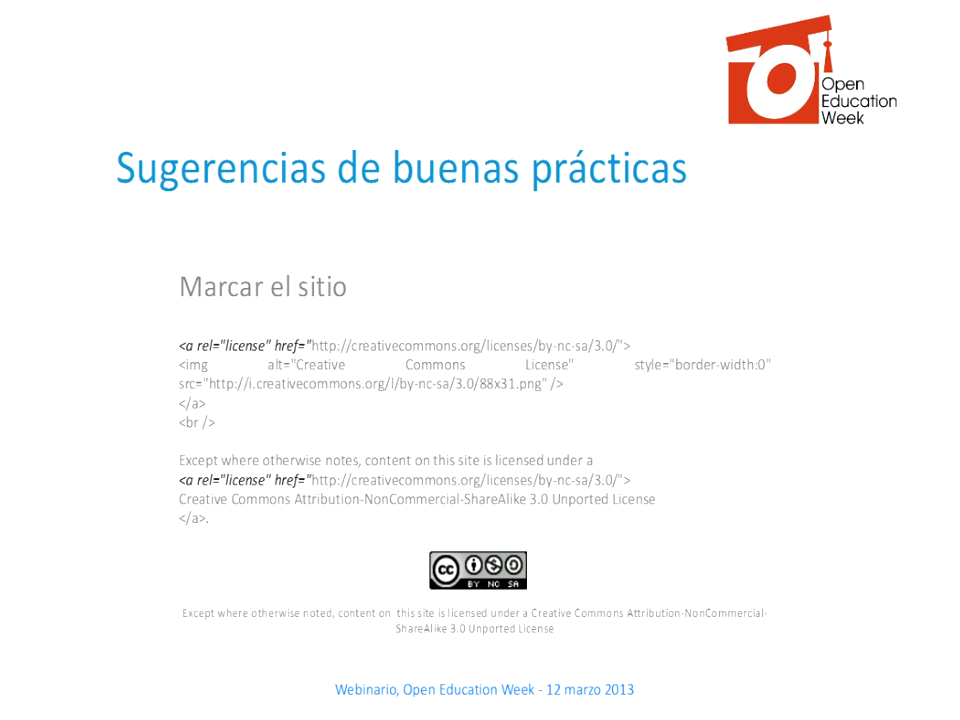 Open
Education
Week
Sugerencias de buenas prácticas
Marcar el sitio
<a rel="license" href="http://creativecommons.org/licenses/by-nc-sa/3.0/">
<img alt="Creative Commons License" style="border-width:0"
src="http://i.creativecommons.org/l/by-nc-sa/3.0/88x31.png" />
</a>
<br />
Except where otherwise notes, content on this site is licensed under a
<a rel="license" href="http://creativecommons.org/licenses/by-nc-sa/3.0/">
Creative Commons Attribution-NonCommercial-ShareAlike 3.0 Unported License
</a>.
cc
BY NC SA
Except where otherwise noted, content on this site is licensed under a Creative Commons Attribution-NonCommercial-
ShareAlike 3.0 Unported License
Webinario, Open Education Week - 12 marzo 2013